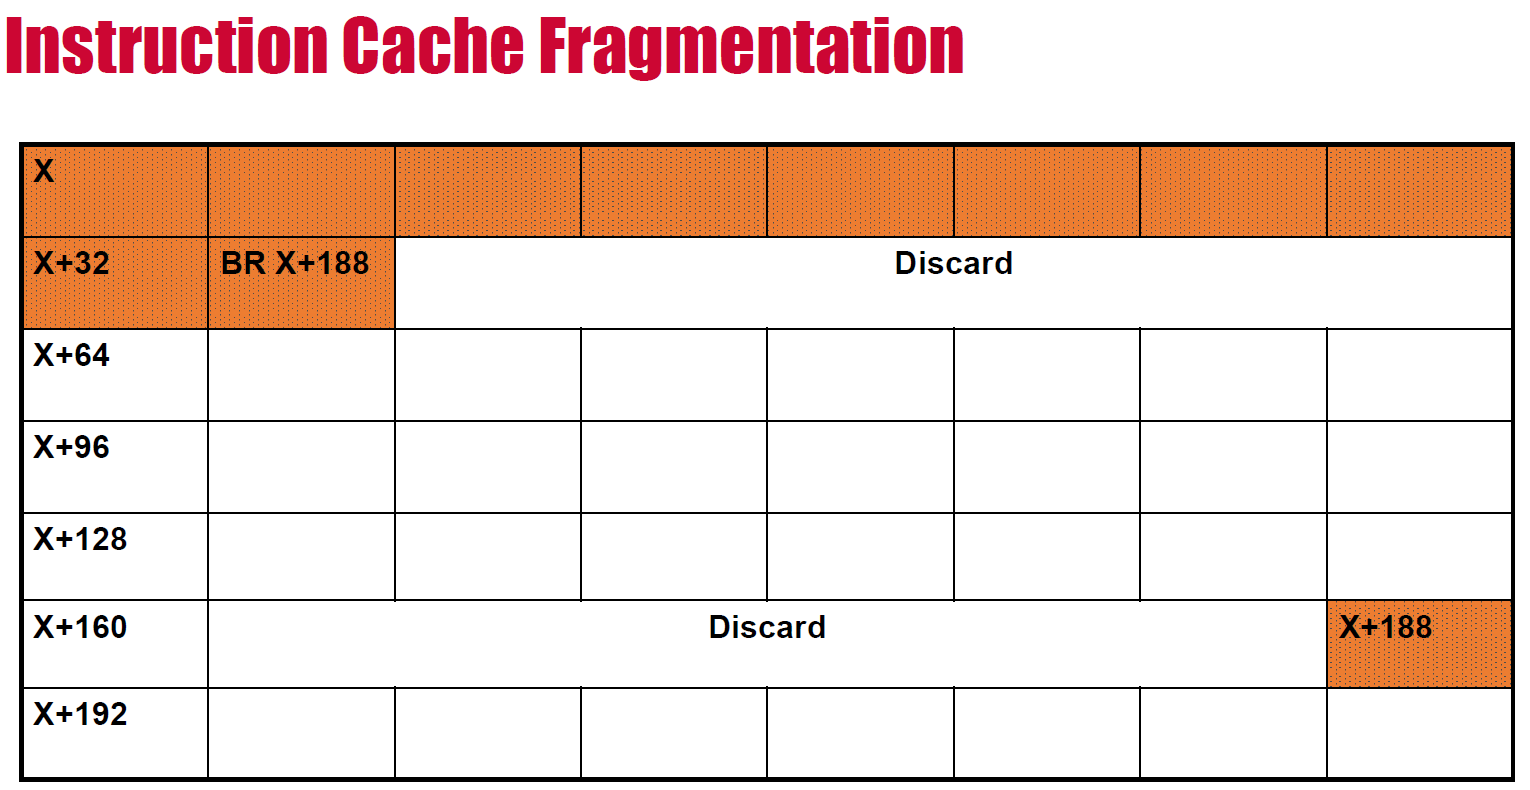 Instruction Cache Fragmentation
X
X+32 BR X+188 Discard
X+64
X+96
X+128
X+160 Discard X+188
X+192